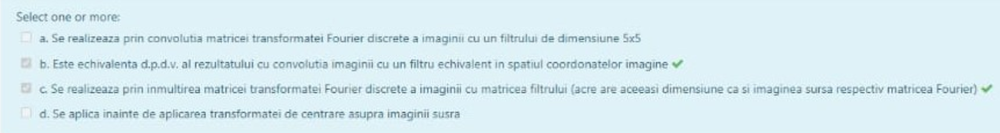 Select one or more:
a. Se realizeaza prin convolutia matricei transformatei Fourier discrete a imaginii cu un filtrului de dimensiune 5x5
b. Este echivalenta d.p.d.v. al rezultatului cu convolutia imaginii cu un filtru echivalent in spatiul coordonatelor imagine
c. Se realizeaza prin inmultirea matricei transformatei Fourier discrete a imaginii cu matricea filtrului (acre are aceeasi dimensiune ca si imaginea sursa respectiv matricea Fourier)
d. Se aplica inainte de aplicarea transformatei de centrare asupra imaginii susra